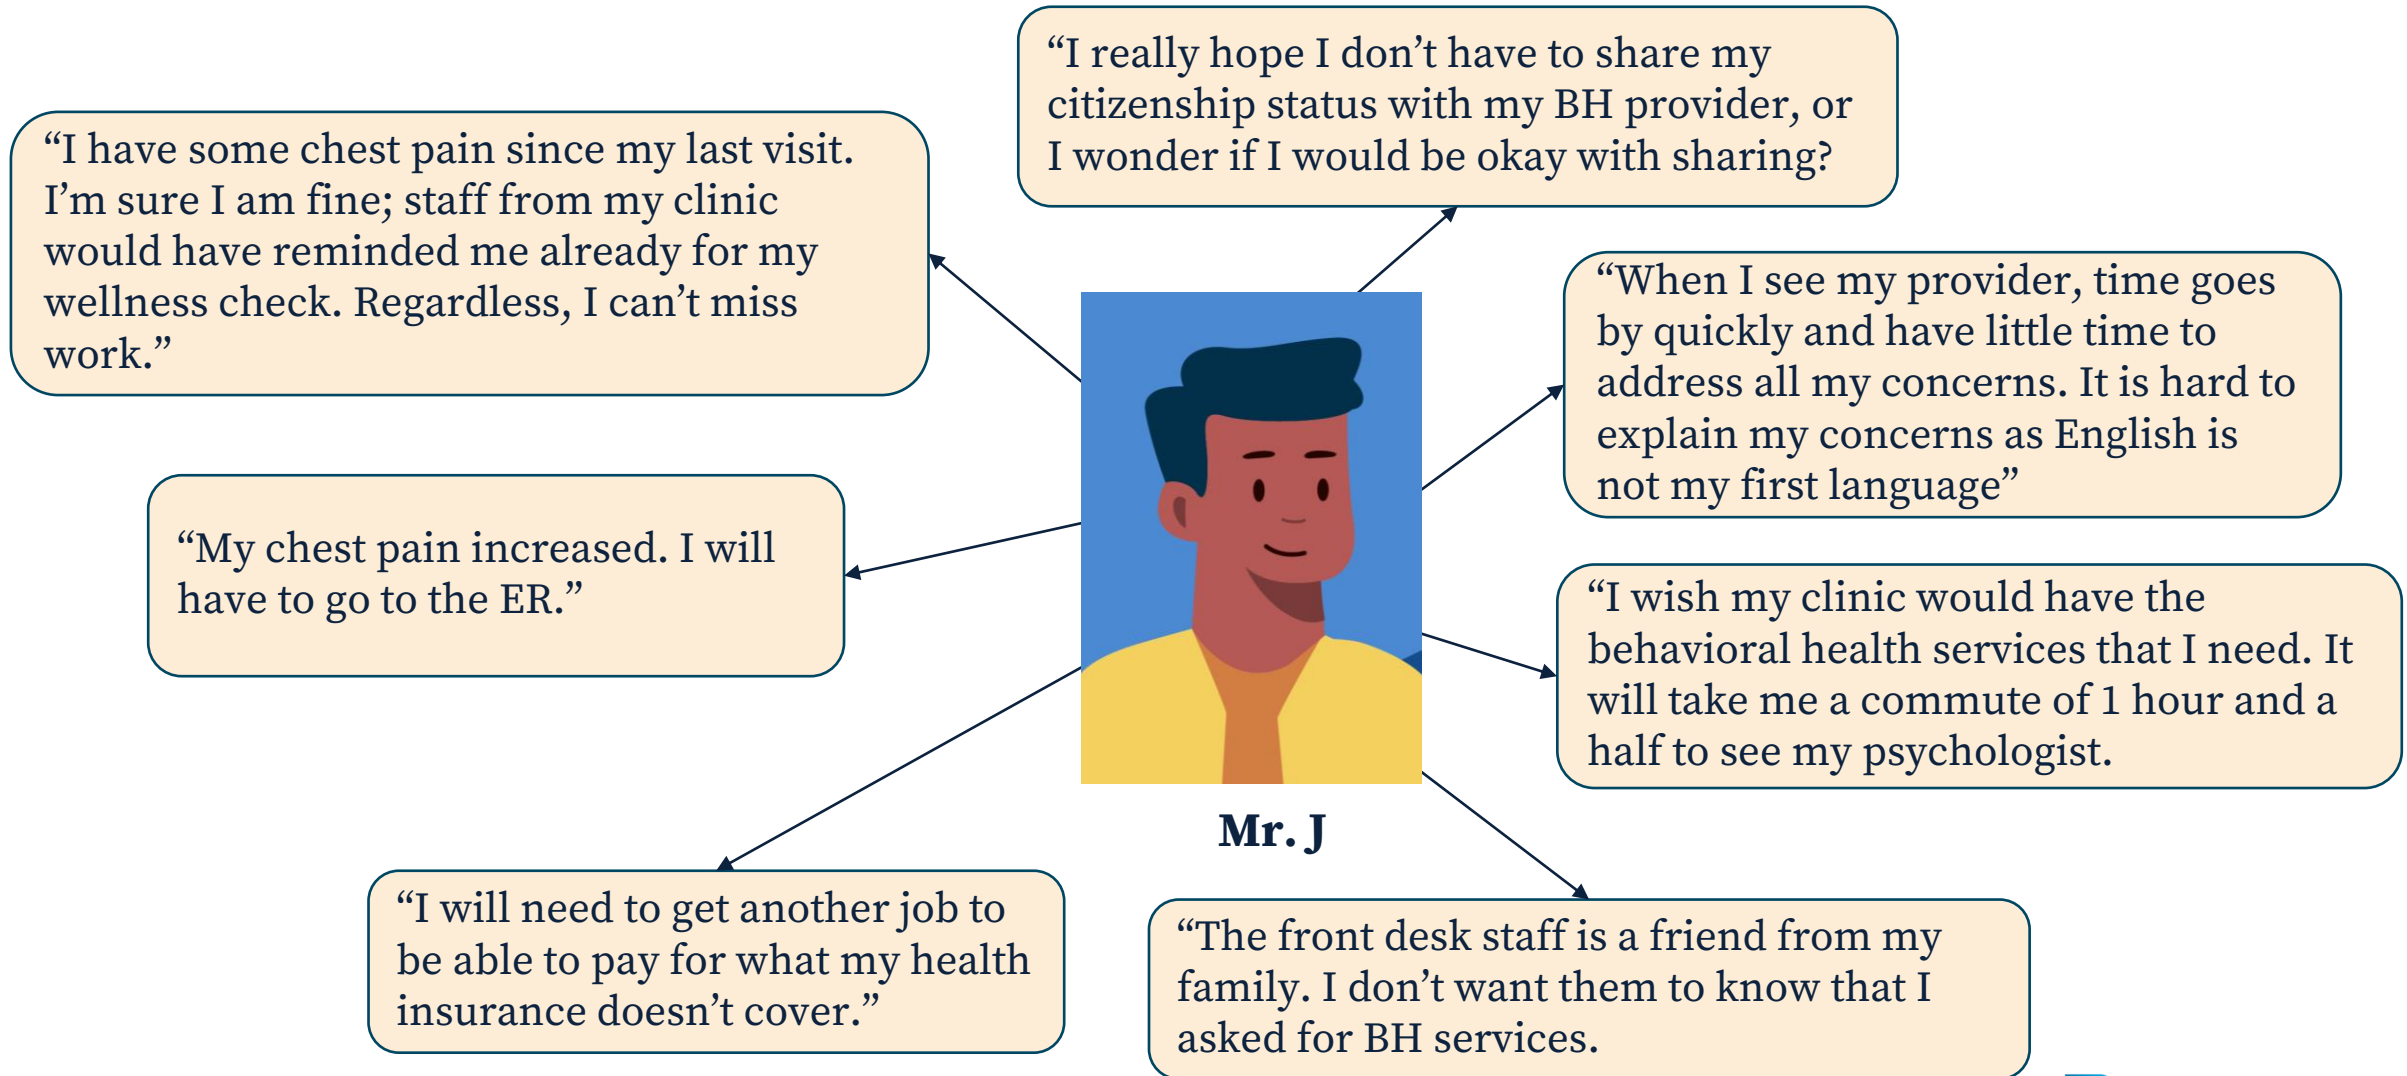 “I really hope I don’t have to share my
citizenship status with my BH provider, or
I wonder if I would be okay with sharing?
“I have some chest pain since my last visit.
I’m sure I am fine; staff from my clinic
would have reminded me already for my
wellness check. Regardless, I can’t miss
work.”
“When I see my provider, time goes
by quickly and have little time to
address all my concerns. It is hard to
explain my concerns as English is
not my first language”
“My chest pain increased. I will
have to go to the ER.”
“I wish my clinic would have the
behavioral health services that I need. It
will take me a commute of 1 hour and a
half to see my psychologist.
Mr. J
“I will need to get another job to
be able to pay for what my health
insurance doesn’t cover.”
“The front desk staff is a friend from my
family. I don’t want them to know that I
asked for BH services.